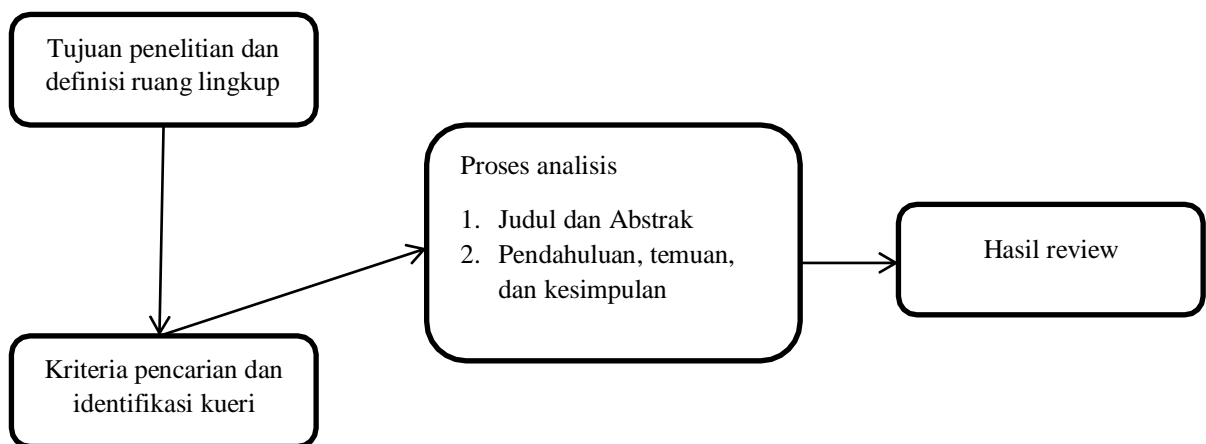 Tujuan penelitian dan
definisi ruang lingkup
Kriteria pencarian dan
identifikasi kueri
Proses analisis
1. Judul dan Abstrak
2. Pendahuluan, temuan,
dan kesimpulan
Hasil review